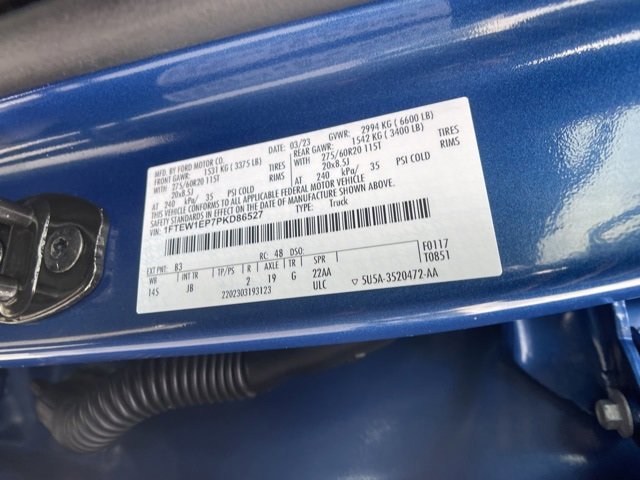 MFD. BY FORD MOTOR CO.
03/23 GVWR: 2994 KG ( 6600 LB)
FRONT GAWR: 1531 KG ( 3375 LB)
REAR GAWR: 1542 KG ( 3400 LB)
WITH 275/60R20 115T TIRES
WITH 275/60R20 115T TIRES
20x8.5J RIMS
20x8.5J RIMS
AT 240 kPa/ 35 PSI COLD
AT 240 kPa/ 35 PSI COLD
THIS VEHICLE CONFORMS TO ALL APPLICABLE FEDERAL MOTOR VEHICLE
SAFETY STANDARDS IN EFFECT ON THE DATE OF MANUFACTURE SHOWN ABOVE.
1FTEW1EP7PKD86527
TYPE: Truck
EXT PNT: B3 RC: 48 DSO: F0117
WB INT TR TP/PS R AXLE TR SPR T0851
145 JB 2 19 G 22AA
2202303193123 ULC ▽ 5U5A-3520472-AA